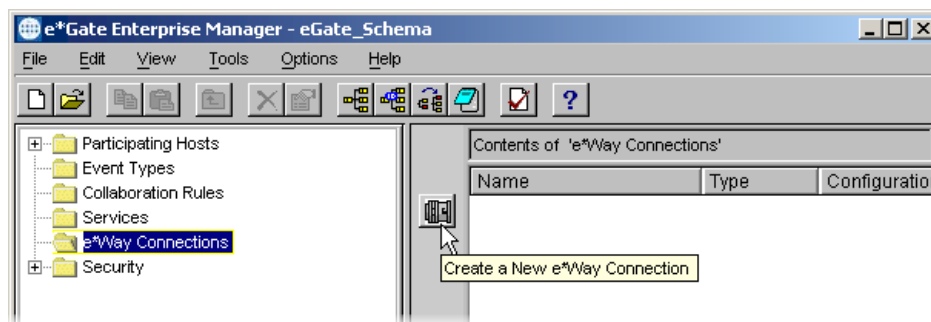 e*Gate Enterprise Manager - eGate_Schema
File Edit View Tools Options Help
?
Participating Hosts
Event Types
Collaboration Rules
Services
e*Way Connections
Security
Contents of 'e*Way Connections'
Name Type Configuratio
Create a New e*Way Connection